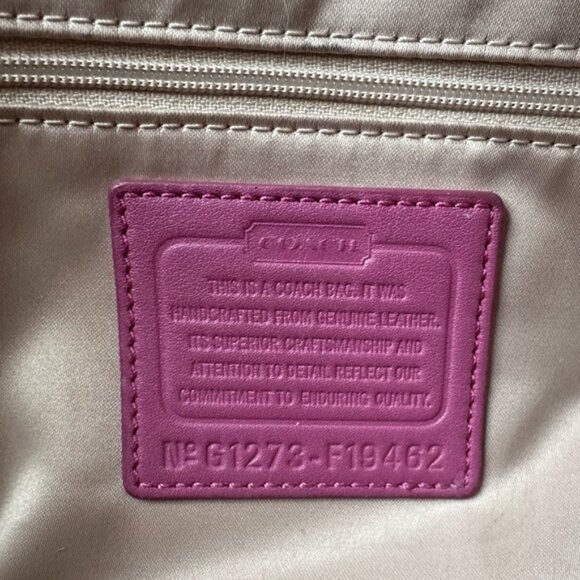 COACH
THIS IS A COACH BAG. IT WAS
HANDCRAFTED FROM GENUINE LEATHER.
ITS SUPERIOR CRAFTSMANSHIP AND
ATTENTION TO DETAIL REFLECT OUR
COMMITMENT TO ENDURING QUALITY.
Nº G1273-F19462